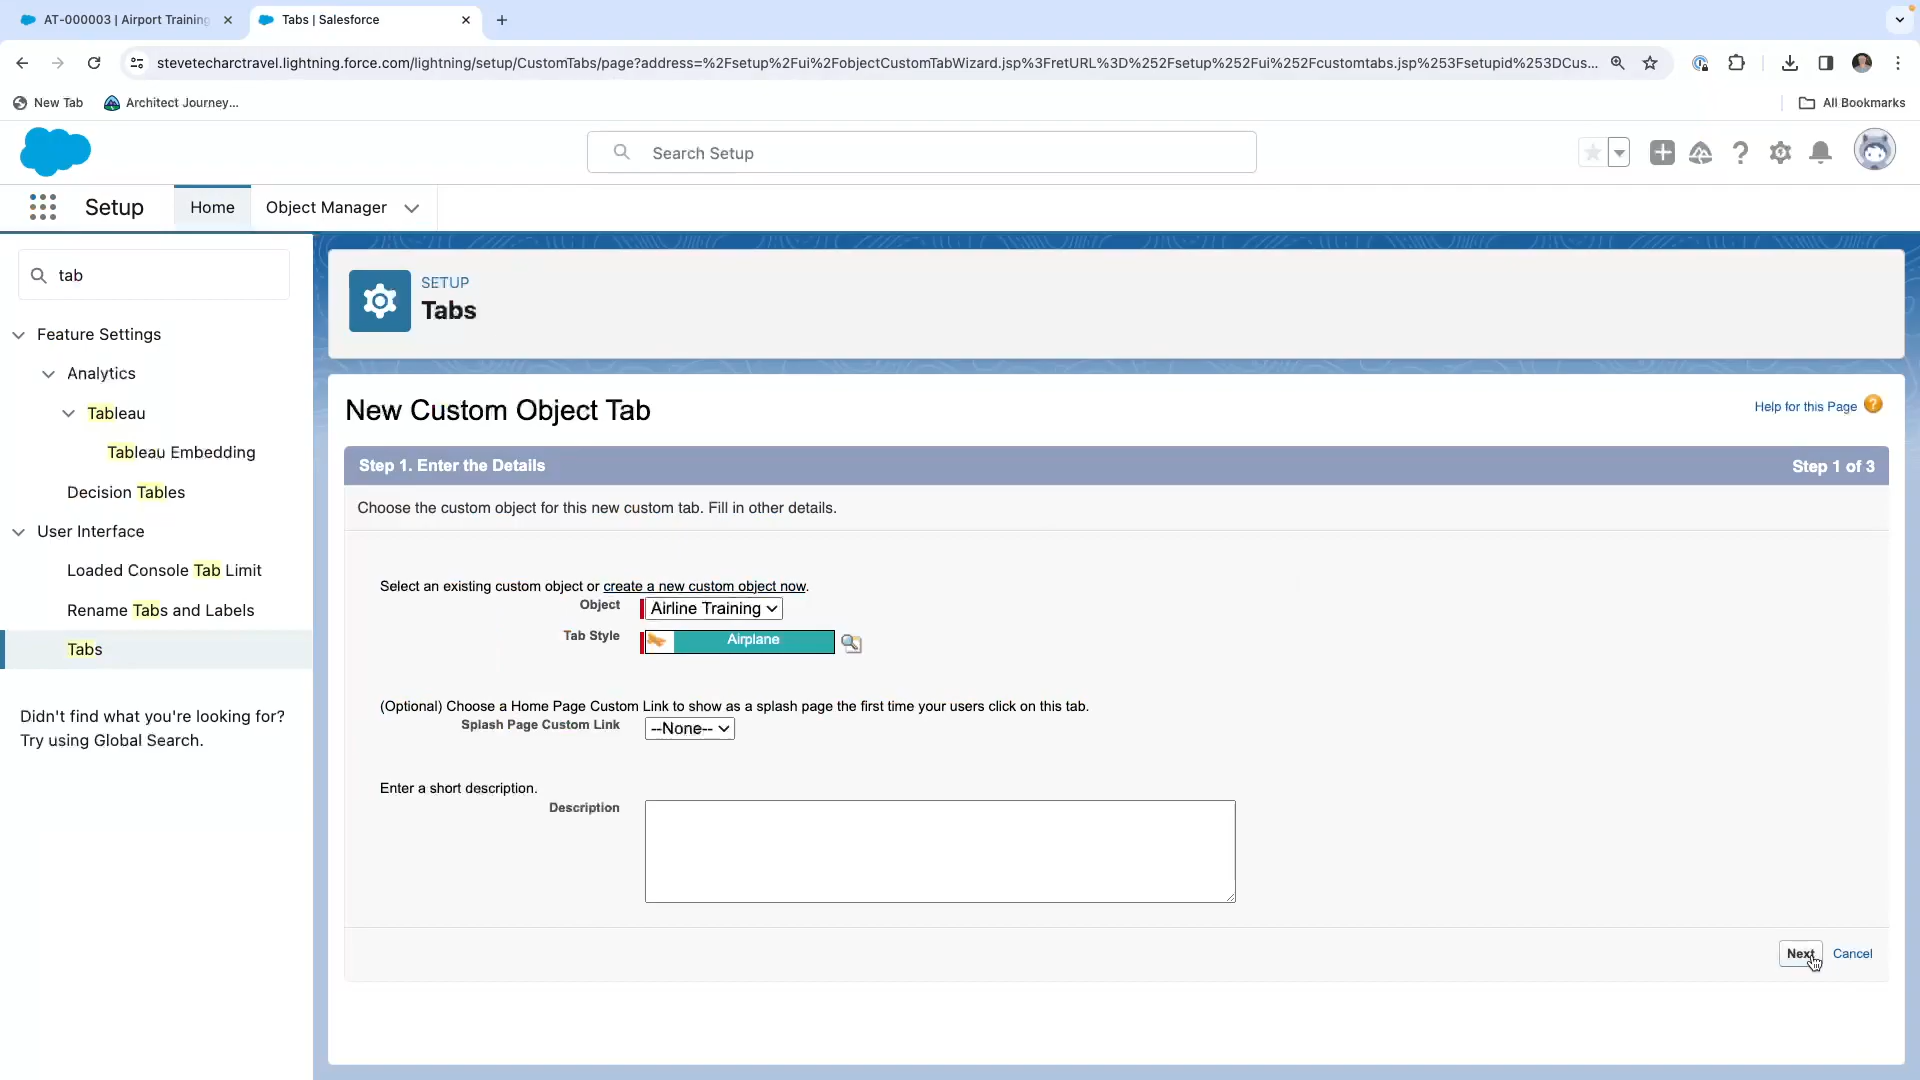 AT-000003 | Airport Training
Tabs | Salesforce
stevetecharctravel.lightning.force.com/lightning/setup/CustomTabs/page?address=%2Fsetup%2Fui%2FobjectCustomTabWizard.jsp%3FretURL%3D%252Fsetup%252Fui%252Fcustomtabs.jsp%253Fsetupid%253DCus...
New Tab
Architect Journey...
All Bookmarks
Search Setup
Setup
Home
Object Manager
tab
Feature Settings
Analytics
Tableau
Tableau Embedding
Decision Tables
User Interface
Loaded Console Tab Limit
Rename Tabs and Labels
Tabs
Didn't find what you're looking for?
Try using Global Search.
SETUP
Tabs
New Custom Object Tab
Help for this Page
Step 1. Enter the Details
Step 1 of 3
Choose the custom object for this new custom tab. Fill in other details.
Select an existing custom object or create a new custom object now.
Object
Airline Training
Tab Style
Airplane
(Optional) Choose a Home Page Custom Link to show as a splash page the first time your users click on this tab.
Splash Page Custom Link
--None--
Enter a short description.
Description
Next
Cancel